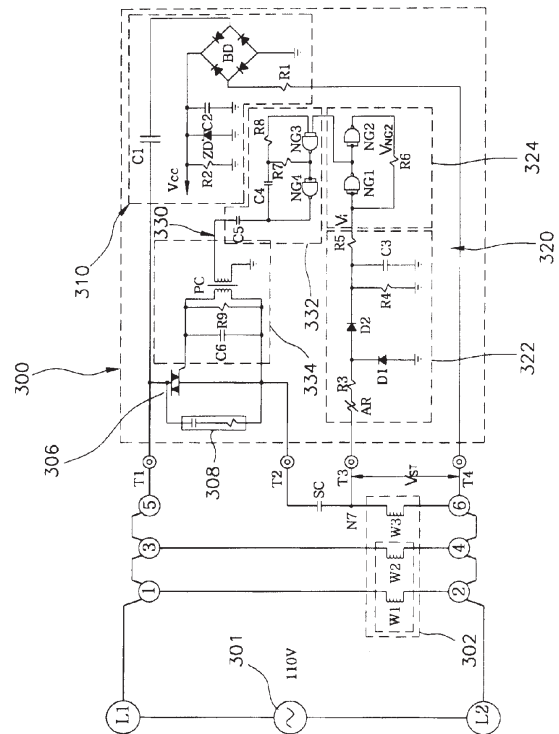 310
C1
BD
Vcc
R2
ZD
C2
R1
330
C5
C4
R8
R7
NG3
NG4
332
300
306
PC
R9
C6
334
308
324
NG2
VNG2
NG1
R6
Vi
R5
320
C3
R4
D2
D1
322
R3
AR
T1
T2
T3
T4
SC
N7
VST
5
3
1
6
4
2
W3
W2
W1
302
301
110V
L1
L2